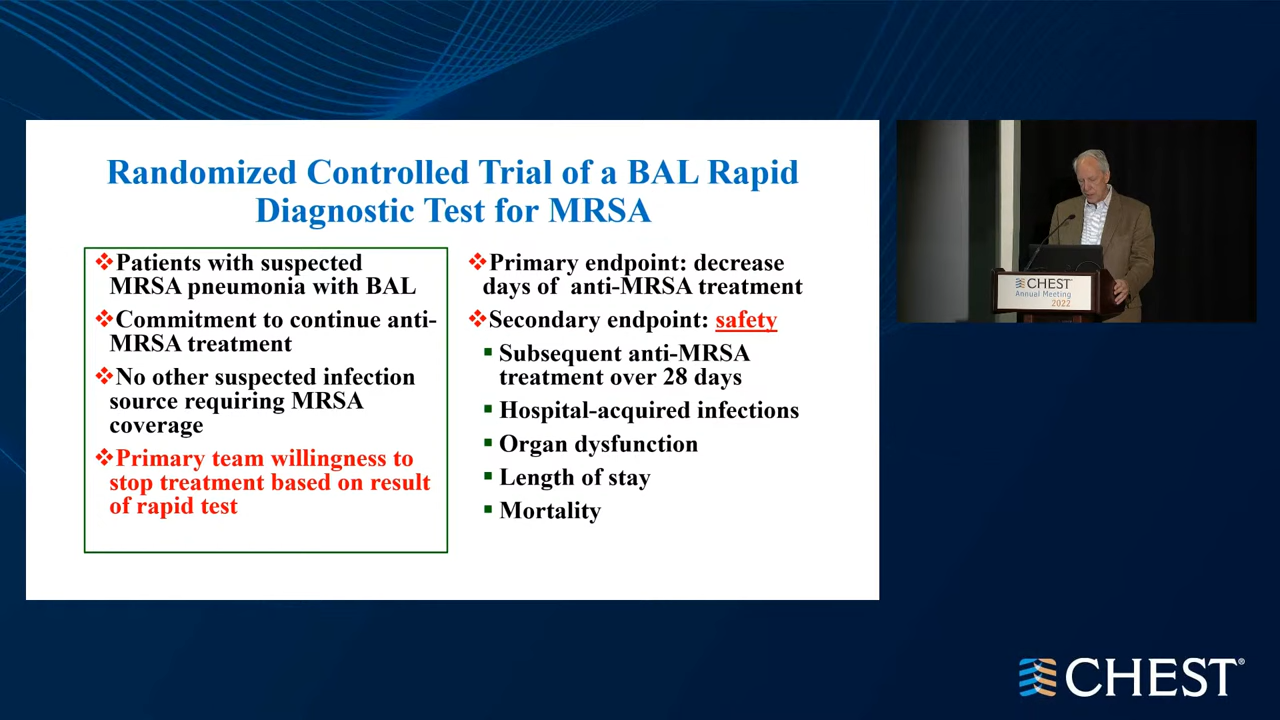 Randomized Controlled Trial of a BAL Rapid
Diagnostic Test for MRSA
❖Patients with suspected
MRSA pneumonia with BAL
❖Commitment to continue anti-
MRSA treatment
❖No other suspected infection
source requiring MRSA
coverage
❖Primary team willingness to
stop treatment based on result
of rapid test
❖Primary endpoint: decrease
days of anti-MRSA treatment
❖Secondary endpoint: safety
▪ Subsequent anti-MRSA
treatment over 28 days
▪ Hospital-acquired infections
▪ Organ dysfunction
▪ Length of stay
▪ Mortality
CHEST
Annual Meeting
2022
CHEST®